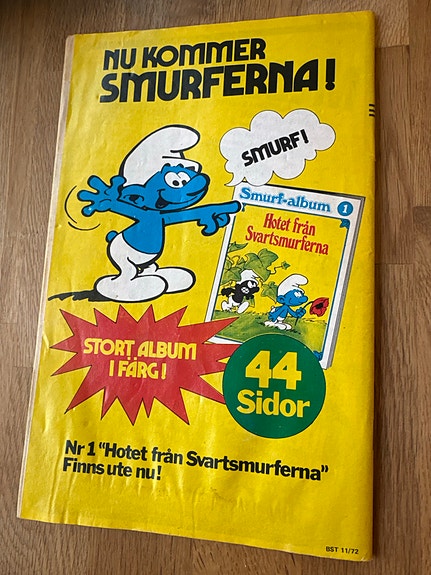 NU KOMMER
SMURFERNA!
SMURF!
Smurf-album 1
Hotet från
Svartsmurferna
STORT ALBUM
I FÄRG!
44
Sidor
Nr 1 "Hotet från Svartsmurferna"
Finns ute nu!
BST 11/72